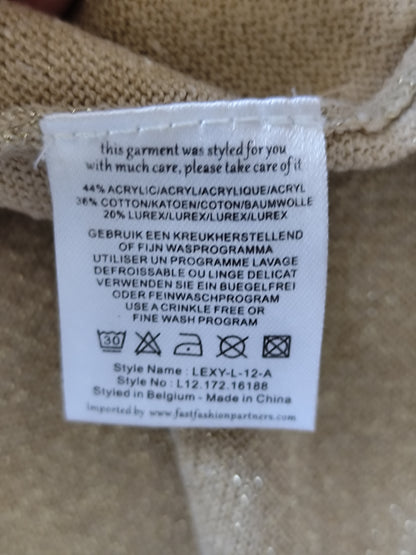 this garment was styled for you
with much care, please take care of it
44% ACRYLIC/ACRYL/ACRYLIQUE/ACRYL
36% COTTON/KATOEN/COTON/BAUMWOLLE
20% LUREX/LUREX/LUREX/LUREX
GEBRUIK EEN KREUKHERSTELLEND
OF FIJN WASPROGRAMMA
UTILISER UN PROGRAMME LAVAGE
DEFROISSABLE OU LINGE DELICAT
VERWENDEN SIE EIN BUEGELFREI
ODER FEINWASCHPROGRAM
USE A CRINKLE FREE OR
FINE WASH PROGRAM
30
Style Name : LEXY-L-12-A
Style No : L12.172.16188
Styled in Belgium - Made in China
imported by www.fastfashionpartners.com